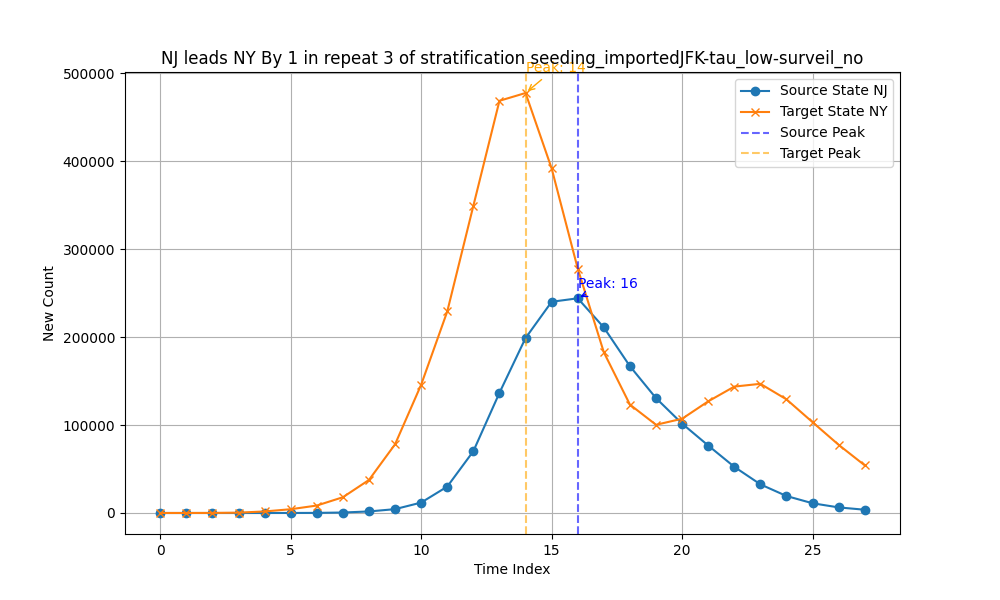 NJ leads NY By 1 in repeat 3 of stratification seeding_importedJFK-tau_low-surveil_no
Peak: 14
500000
400000
300000
200000
100000
0
New Count
Source State NJ
Target State NY
Source Peak
Target Peak
Peak: 16
0
5
10
15
20
25
Time Index